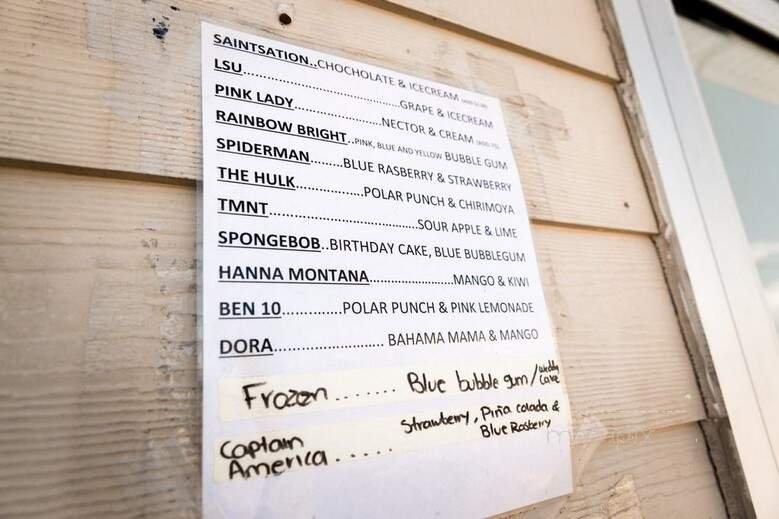 SAINTSATION..CHOCHOLATE & ICECREAM
LSU..............................GRAPE & ICECREAM
PINK LADY....................NECTOR & CREAM
RAINBOW BRIGHT..PINK, BLUE AND YELLOW BUBBLE GUM
SPIDERMAN.........BLUE RASBERRY & STRAWBERRY
THE HULK..................POLAR PUNCH & CHIRIMOYA
TMNT...............................SOUR APPLE & LIME
SPONGEBOB..BIRTHDAY CAKE, BLUE BUBBLEGUM
HANNA MONTANA....................MANGO & KIWI
BEN 10..............POLAR PUNCH & PINK LEMONADE
DORA......................... BAHAMA MAMA & MANGO
Frozen....... Blue bubble gum/wedding cake
Captain America..... Strawberry, Piña colada & Blue Rasberry